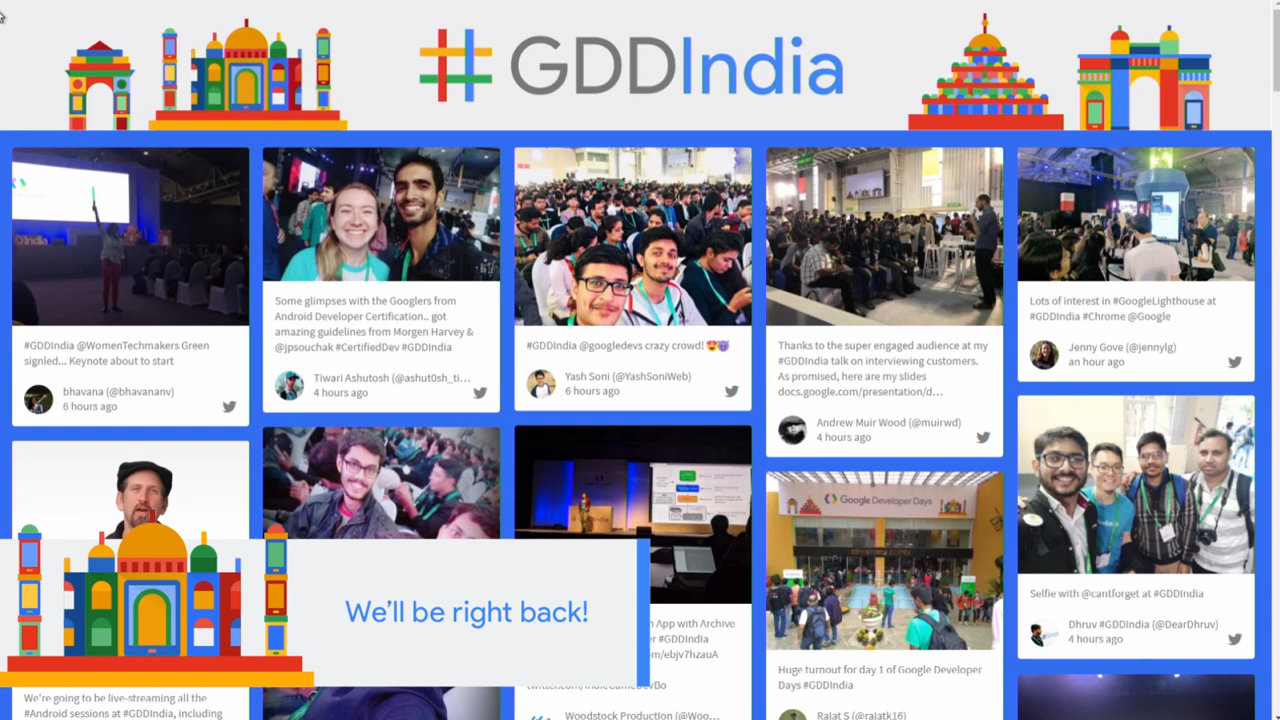 #GDDIndia
#GDDIndia @WomenTechmakers Green
signled... Keynote about to start
bhavana (@bhavananv)
6 hours ago
We're going to be live-streaming all the
#Android sessions at #GDDIndia, including
Some glimpses with the Googlers from
Android Developer Certification.. got
amazing guidelines from Morgen Harvey &
@jpsouchak #CertifiedDev #GDDIndia
Tiwari Ashutosh (@ashut0sh_ti...
4 hours ago
#GDDIndia @googledevs crazy crowd! 😍😈
Yash Soni (@YashSoniWeb)
6 hours ago
App with Archive
#GDDIndia
m/ebjv7hzauA
Woodstock Production (@Woo...
Thanks to the super engaged audience at my
#GDDIndia talk on interviewing customers.
As promised, here are my slides
docs.google.com/presentation/d...
Andrew Muir Wood (@muirwd)
4 hours ago
Google Developer Days
Huge turnout for day 1 of Google Developer
Days #GDDIndia
Rajat S (@rajatk16)
Lots of interest in #GoogleLighthouse at
#GDDIndia #Chrome @Google
Jenny Gove (@jennylg)
an hour ago
Selfie with @cantforget at #GDDIndia
Dhruv #GDDIndia (@DearDhruv)
4 hours ago
We'll be right back!